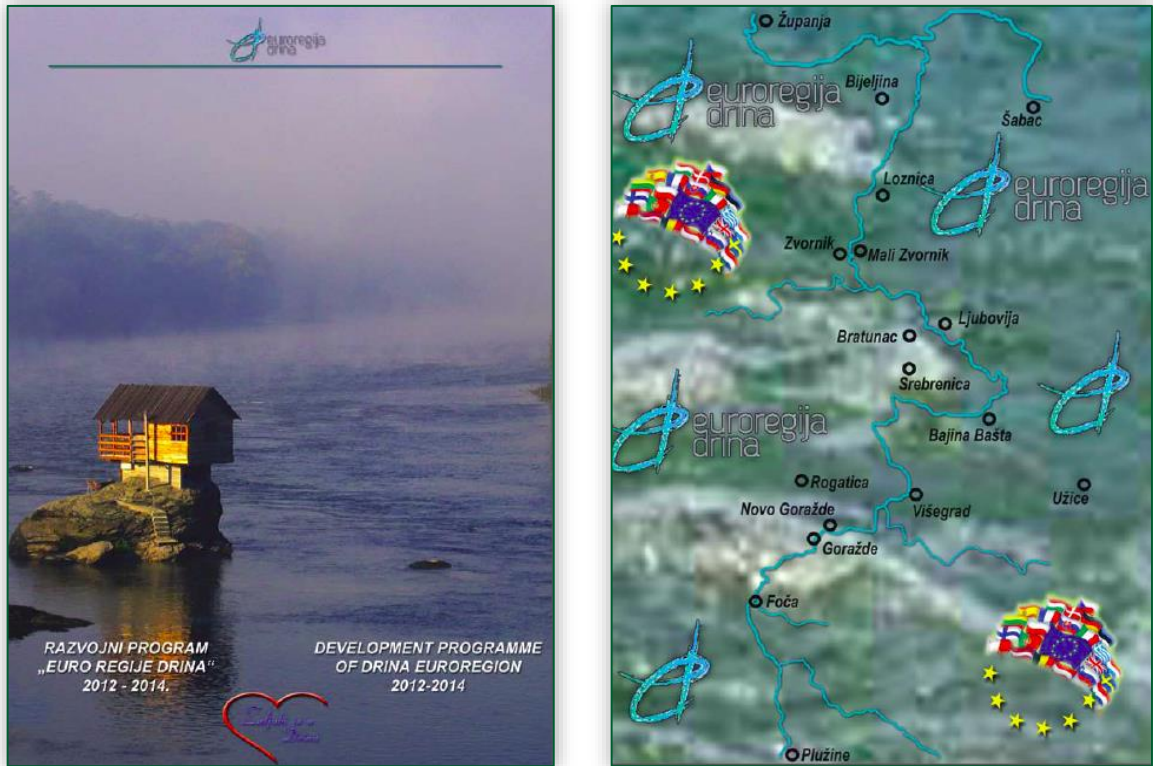 euroregija
drina
RAZVOJNI PROGRAM
„EURO REGIJE DRINA“
2012 - 2014.
DEVELOPMENT PROGRAMME
OF DRINA EUROREGION
2012-2014
Županja
Bijeljina
euroregija
drina
Šabac
Loznica
euroregija
drina
Zvornik
Mali Zvornik
Ljubovija
Bratunac
Srebrenica
euroregija
drina
Bajina Bašta
Rogatica
Užice
Višegrad
Novo Goražde
Goražde
Foča
Plužine